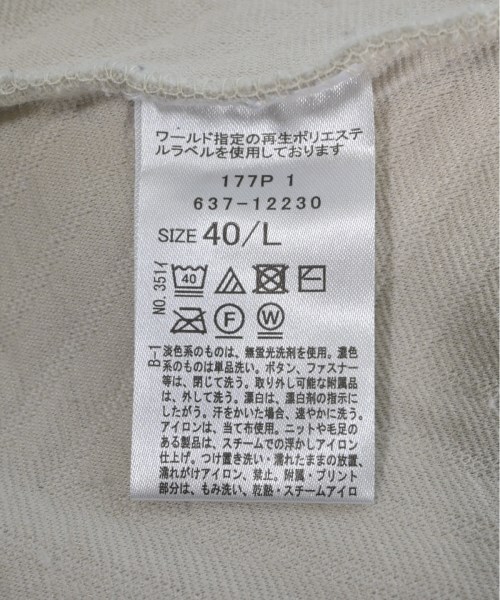 ワールド指定の再生ポリエステ
ルラベルを使用しております
177P 1
637-12230
SIZE 40/L
NO. 351イ
40
F
W
B-1
淡色系のものは、無蛍光洗剤を使用。濃色
系のものは単品洗い。ボタン、ファスナー
等は、閉じて洗う。取り外し可能な付属品
は、外して洗う。漂白は、漂白剤の指示に
したがう。汗をかいた場合、速やかに洗う。
アイロンは、当て布使用。ニットや毛足の
ある製品は、スチームでの浮かしアイロン
仕上げ。つけ置き洗い・濡れたままの放置、
濡れがけアイロン、禁止。附属・プリント
部分は、もみ洗い、乾熱・スチームアイロ